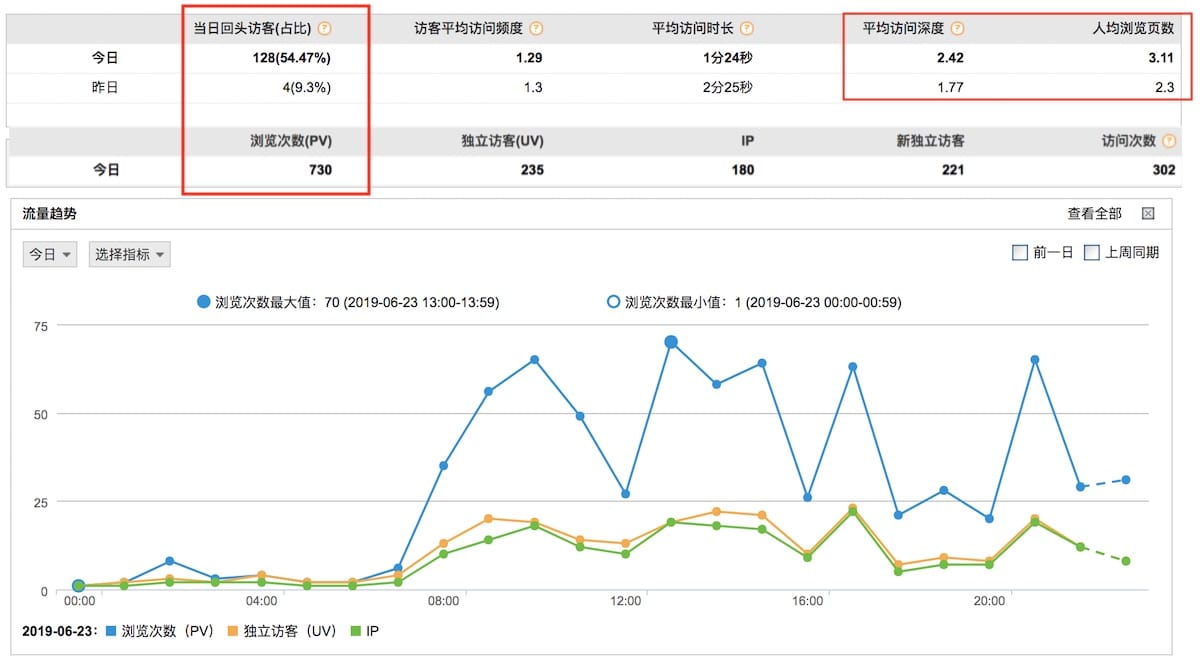 当日回头访客(占比) ? 访客平均访问频度 ? 平均访问时长 ? 平均访问深度 ? 人均浏览页数
今日 128(54.47%) 1.29 1分24秒 2.42 3.11
昨日 4(9.3%) 1.3 2分25秒 1.77 2.3
浏览次数(PV) 独立访客(UV) IP 新独立访客 访问次数 ?
今日 730 235 180 221 302
流量趋势 查看全部
今日 选择指标 前一日 上周同期
浏览次数最大值：70 (2019-06-23 13:00-13:59) 浏览次数最小值：1 (2019-06-23 00:00-00:59)
75
50
25
0
00:00 04:00 08:00 12:00 16:00 20:00
2019-06-23： 浏览次数（PV） 独立访客（UV） IP